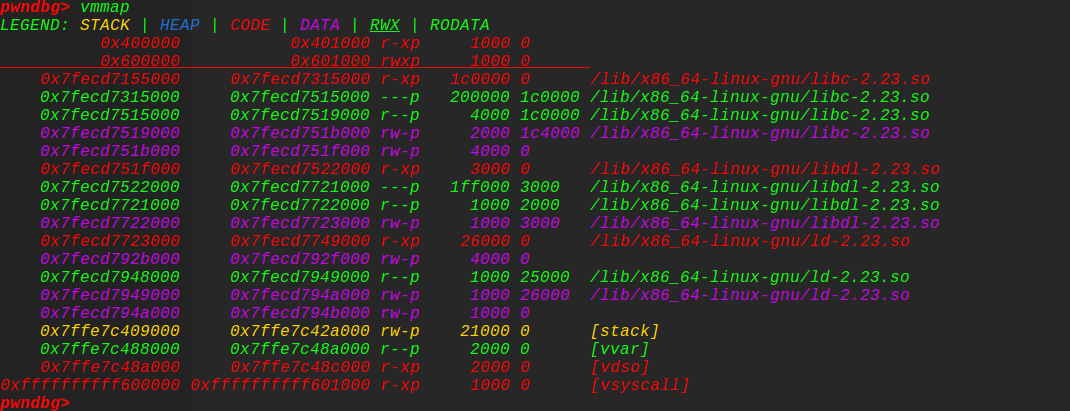 pwndbg> vmmap
LEGEND: STACK | HEAP | CODE | DATA | RWX | RODATA
0x400000 0x401000 r-xp 1000 0
0x600000 0x601000 rwxp 1000 0
0x7fecd7155000 0x7fecd7315000 r-xp 1c0000 0 /lib/x86_64-linux-gnu/libc-2.23.so
0x7fecd7315000 0x7fecd7515000 ---p 200000 1c0000 /lib/x86_64-linux-gnu/libc-2.23.so
0x7fecd7515000 0x7fecd7519000 r--p 4000 1c0000 /lib/x86_64-linux-gnu/libc-2.23.so
0x7fecd7519000 0x7fecd751b000 rw-p 2000 1c4000 /lib/x86_64-linux-gnu/libc-2.23.so
0x7fecd751b000 0x7fecd751f000 rw-p 4000 0
0x7fecd751f000 0x7fecd7522000 r-xp 3000 0 /lib/x86_64-linux-gnu/libdl-2.23.so
0x7fecd7522000 0x7fecd7721000 ---p 1ff000 3000 /lib/x86_64-linux-gnu/libdl-2.23.so
0x7fecd7721000 0x7fecd7722000 r--p 1000 2000 /lib/x86_64-linux-gnu/libdl-2.23.so
0x7fecd7722000 0x7fecd7723000 rw-p 1000 3000 /lib/x86_64-linux-gnu/libdl-2.23.so
0x7fecd7723000 0x7fecd7749000 r-xp 26000 0 /lib/x86_64-linux-gnu/ld-2.23.so
0x7fecd792b000 0x7fecd792f000 rw-p 4000 0
0x7fecd7948000 0x7fecd7949000 r--p 1000 25000 /lib/x86_64-linux-gnu/ld-2.23.so
0x7fecd7949000 0x7fecd794a000 rw-p 1000 26000 /lib/x86_64-linux-gnu/ld-2.23.so
0x7fecd794a000 0x7fecd794b000 rw-p 1000 0
0x7ffe7c409000 0x7ffe7c42a000 rw-p 21000 0 [stack]
0x7ffe7c488000 0x7ffe7c48a000 r--p 2000 0 [vvar]
0x7ffe7c48a000 0x7ffe7c48c000 r-xp 2000 0 [vdso]
0xffffffffff600000 0xffffffffff601000 r-xp 1000 0 [vsyscall]
pwndbg>